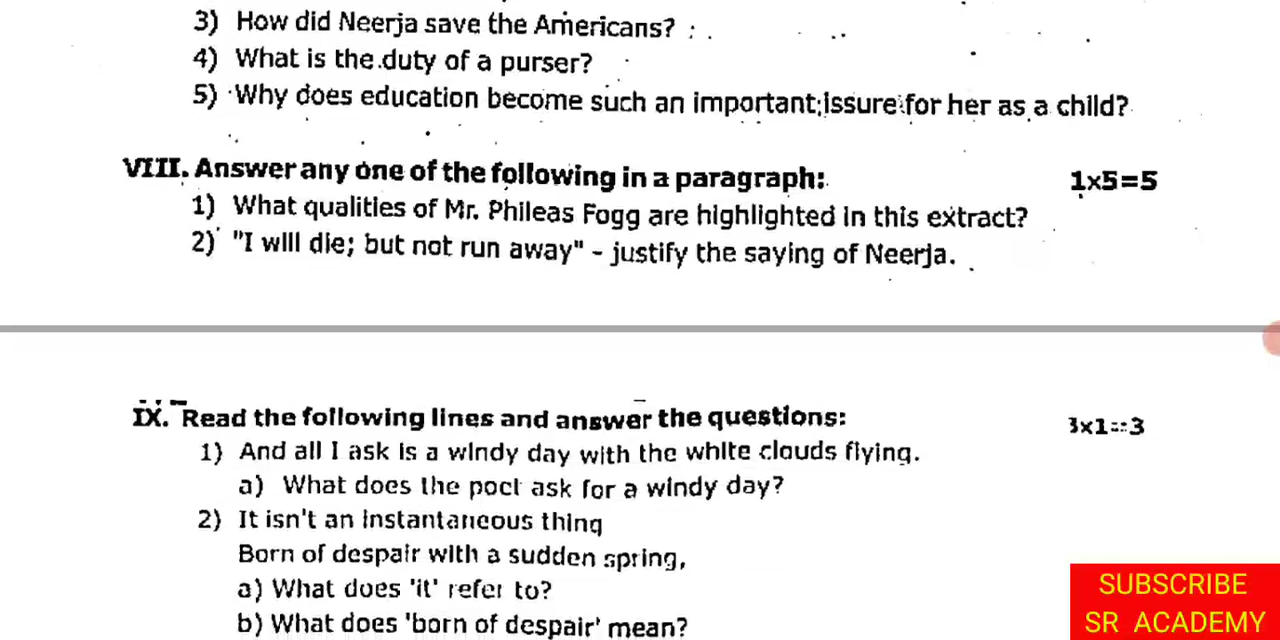 3) How did Neerja save the Americans?
4) What is the duty of a purser?
5) Why does education become such an important issure for her as a child?
VIII. Answer any one of the following in a paragraph: 1x5=5
1) What qualities of Mr. Phileas Fogg are highlighted in this extract?
2) "I will die; but not run away" - justify the saying of Neerja.
IX. Read the following lines and answer the questions: 3x1=3
1) And all I ask is a windy day with the white clouds flying.
a) What does the poet ask for a windy day?
2) It isn't an instantaneous thing
Born of despair with a sudden spring,
a) What does 'it' refer to?
b) What does 'born of despair' mean?
SUBSCRIBE
SR ACADEMY